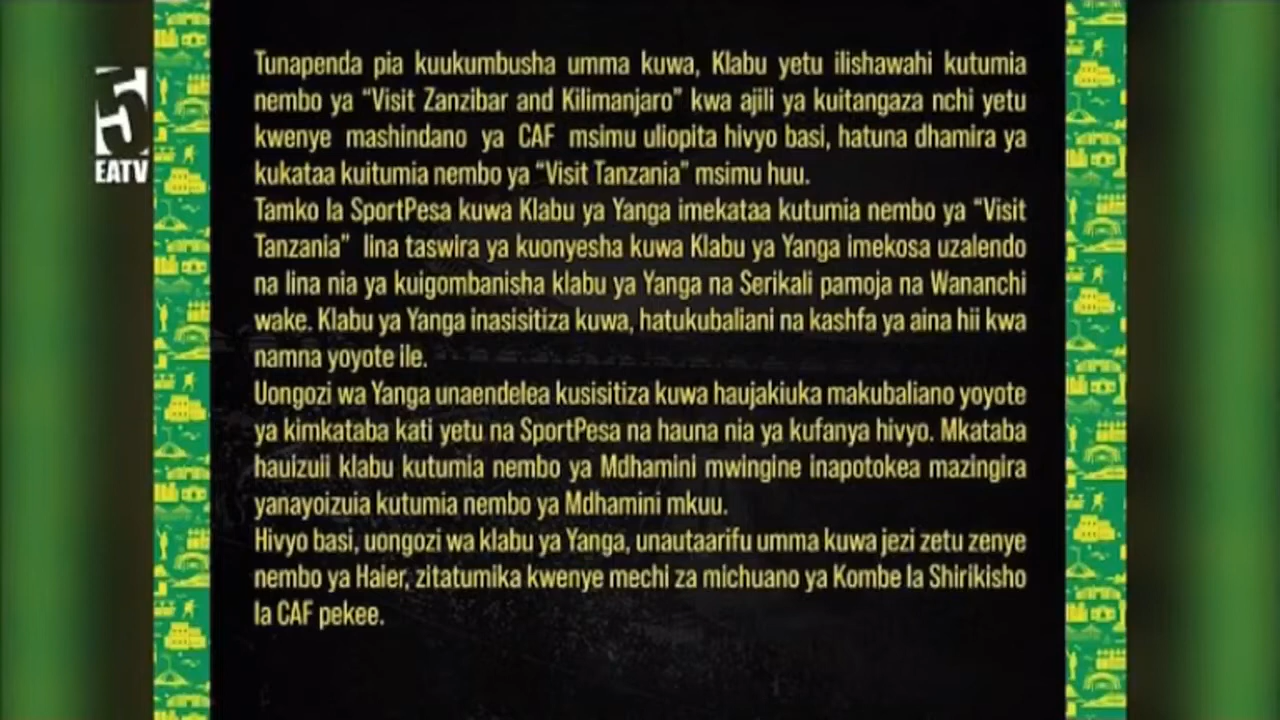 5
EATV
Tunapenda pia kuukumbusha umma kuwa, Klabu yetu ilishawahi kutumia
nembo ya “Visit Zanzibar and Kilimanjaro” kwa ajili ya kuitangaza nchi yetu
kwenye mashindano ya CAF msimu uliopita hivyo basi, hatuna dhamira ya
kukataa kuitumia nembo ya “Visit Tanzania” msimu huu.
Tamko la SportPesa kuwa Klabu ya Yanga imekataa kutumia nembo ya “Visit
Tanzania” lina taswira ya kuonyesha kuwa Klabu ya Yanga imekosa uzalendo
na lina nia ya kuigombanisha klabu ya Yanga na Serikali pamoja na Wananchi
wake. Klabu ya Yanga inasisitiza kuwa, hatukubaliani na kashfa ya aina hii kwa
namna yoyote ile.
Uongozi wa Yanga unaendelea kusisitiza kuwa haujakiuka makubaliano yoyote
ya kimkataba kati yetu na SportPesa na hauna nia ya kufanya hivyo. Mkataba
hauizuii klabu kutumia nembo ya Mdhamini mwingine inapotokea mazingira
yanayoizuia kutumia nembo ya Mdhamini mkuu.
Hivyo basi, uongozi wa klabu ya Yanga, unautaarifu umma kuwa jezi zetu zenye
nembo ya Haier, zitatumika kwenye mechi za michuano ya Kombe la Shirikisho
la CAF pekee.